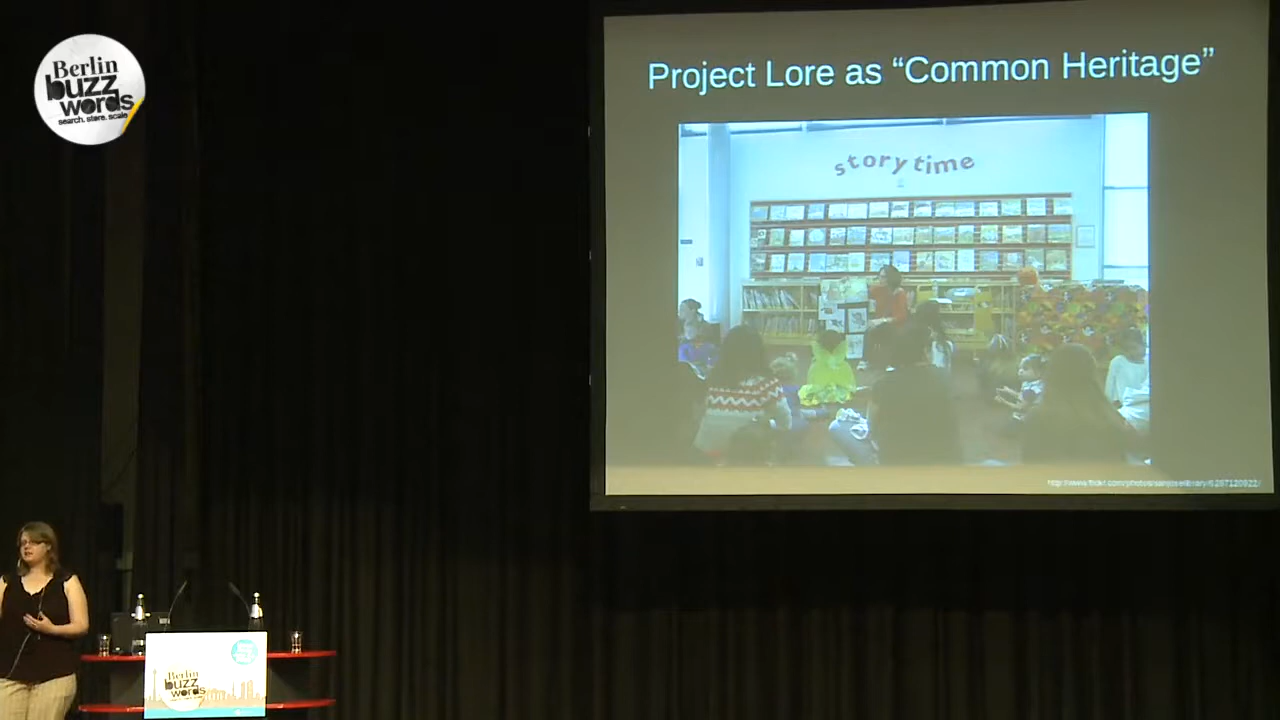 Berlin
buzz
words
search. store. scale
Project Lore as “Common Heritage”
story time
Berlin
buzz
words